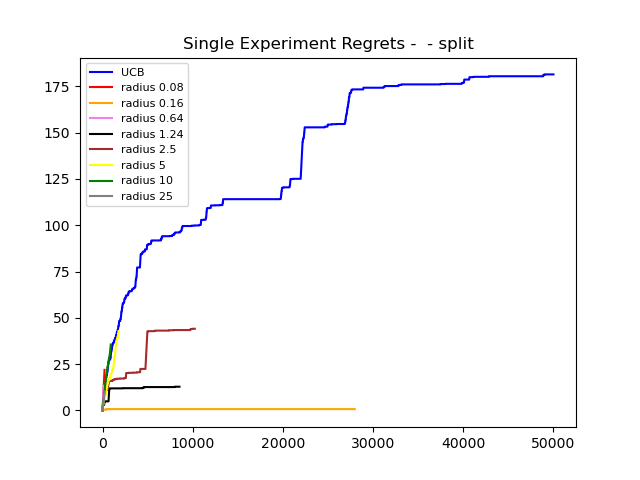 Single Experiment Regrets -  - split
UCB
radius 0.08
radius 0.16
radius 0.64
radius 1.24
radius 2.5
radius 5
radius 10
radius 25
175
150
125
100
75
50
25
0
0 10000 20000 30000 40000 50000